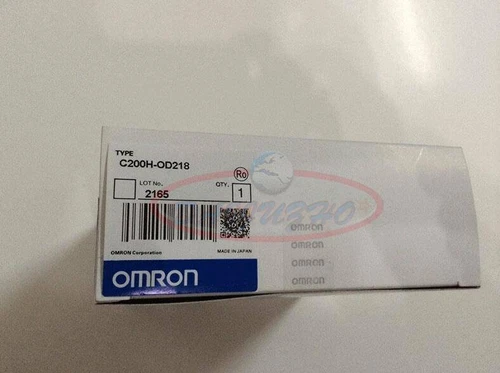 TYPE
C200H-OD218
Ro
LOT No.
QTY.
2165
1
OMRON Corporation
MADE IN JAPAN
OMRON
OMRON
OMRON
OMRON
OMRON